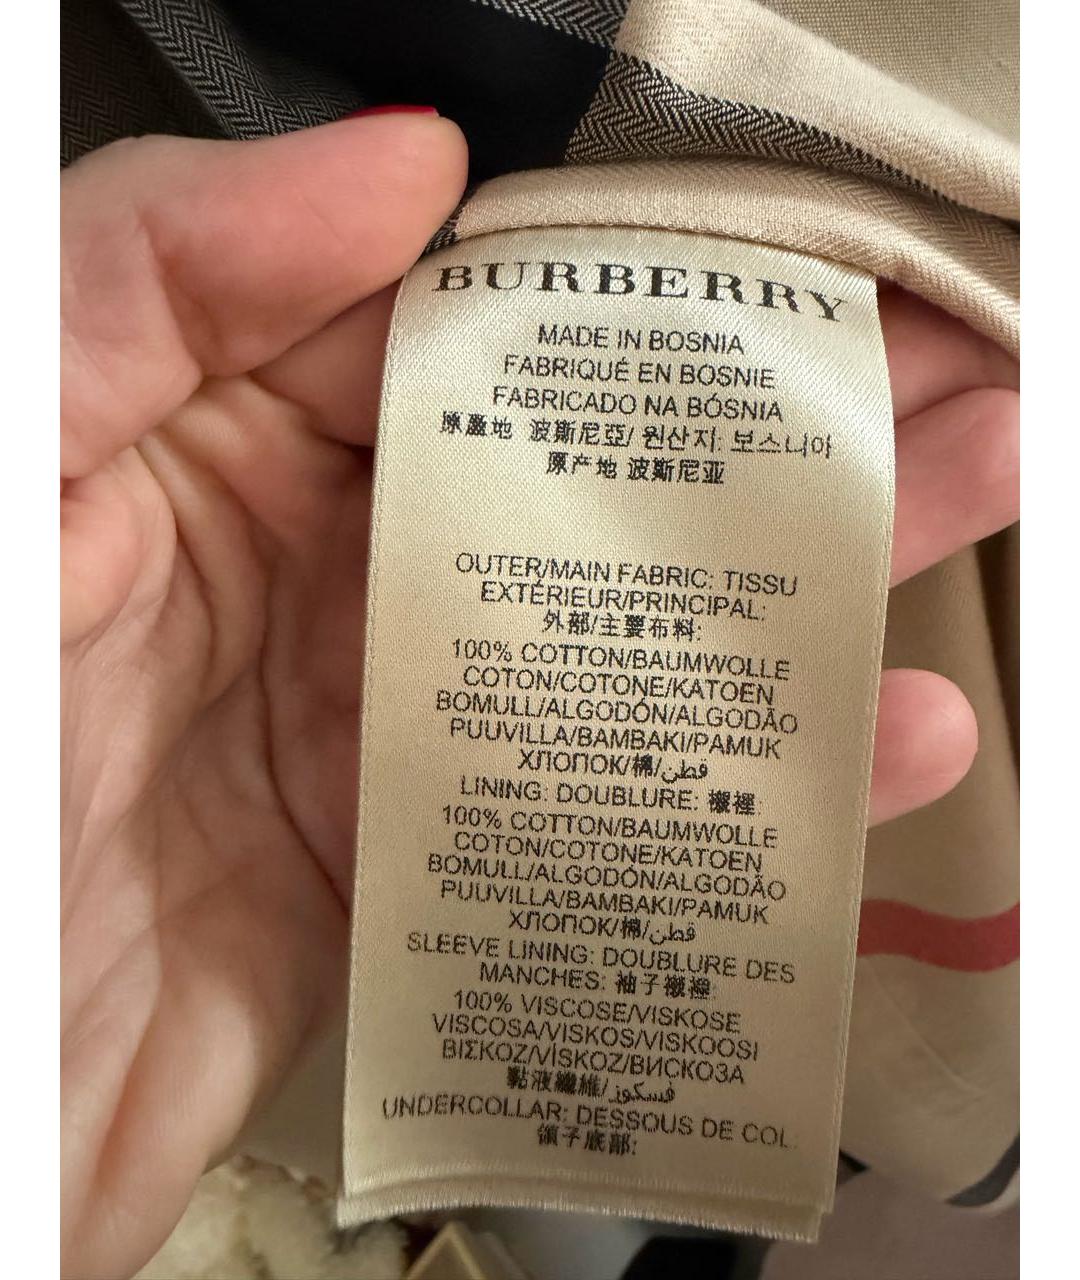 BURBERRY
MADE IN BOSNIA
FABRIQUÉ EN BOSNIE
FABRICADO NA BÓSNIA
原產地 波斯尼亞/ 원산지: 보스니아
原产地 波斯尼亚
OUTER/MAIN FABRIC: TISSU
EXTÉRIEUR/PRINCIPAL:
外部/主要布料:
100% COTTON/BAUMWOLLE
COTON/COTONE/KATOEN
BOMULL/ALGODÓN/ALGODÃO
PUUVILLA/BAMBAKI/PAMUK
ХЛОПОК/棉/قطن
LINING: DOUBLURE: 襯裡:
100% COTTON/BAUMWOLLE
COTON/COTONE/KATOEN
BOMULL/ALGODÓN/ALGODÃO
PUUVILLA/BAMBAKI/PAMUK
ХЛОПОК/棉/قطن
SLEEVE LINING: DOUBLURE DES
MANCHES: 袖子襯裡:
100% VISCOSE/VISKOSE
VISCOSA/VISKOS/VISKOOSI
ΒΙΣΚΟΖ/VİSKOZ/ВИСКОЗА
黏液纖維/فسكوز
UNDERCOLLAR: DESSOUS DE COL:
領子底部: